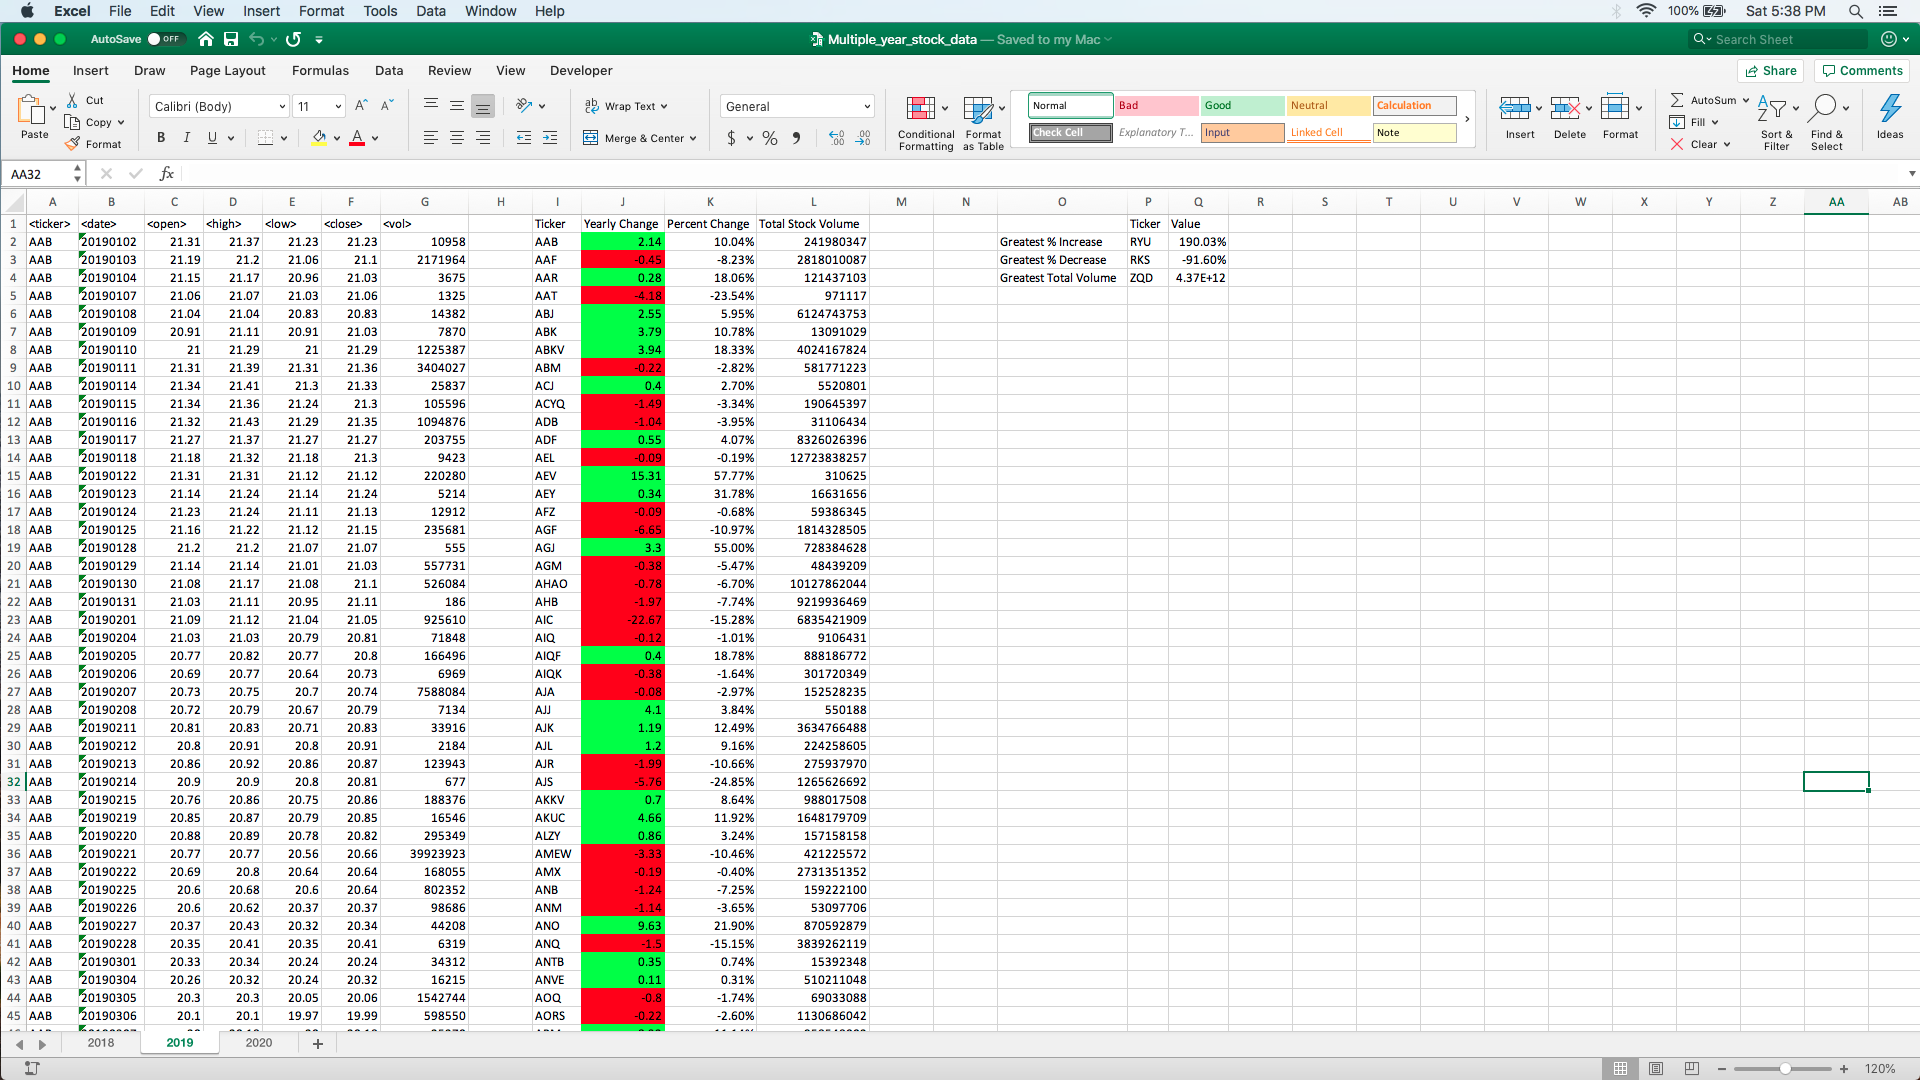 Excel File Edit View Insert Format Tools Data Window Help 100% Sat 5:38 PM
AutoSave OFF Multiple_year_stock_data — Saved to my Mac Search Sheet
Home Insert Draw Page Layout Formulas Data Review View Developer Share Comments
Paste Cut Copy Format
Calibri (Body) 11 A A
B I U A
ab Wrap Text
Merge & Center
General
$ % 9 .00 .00
Conditional Formatting
Format as Table
Normal Bad Good Neutral Calculation
Check Cell Explanatory T... Input Linked Cell Note
Insert Delete Format
AutoSum Fill Clear
Sort & Filter
Find & Select
Ideas
AA32 fx
A B C D E F G H I J K L M N O P Q R S T U V W X Y Z AA AB
1 <ticker> <date> <open> <high> <low> <close> <vol> Ticker Yearly Change Percent Change Total Stock Volume Ticker Value
2 AAB 20190102 21.31 21.37 21.23 21.23 10958 AAB 2.14 10.04% 241980347 Greatest % Increase RYU 190.03%
3 AAB 20190103 21.19 21.2 21.06 21.1 2171964 AAF -0.45 -8.23% 2818010087 Greatest % Decrease RKS -91.60%
4 AAB 20190104 21.15 21.17 20.96 21.03 3675 AAR 0.28 18.06% 121437103 Greatest Total Volume ZQD 4.37E+12
5 AAB 20190107 21.06 21.07 21.03 21.06 1325 AAT -4.18 -23.54% 971117
6 AAB 20190108 21.04 21.04 20.83 20.83 14382 ABJ 2.55 5.95% 6124743753
7 AAB 20190109 20.91 21.11 20.91 21.03 7870 ABK 3.79 10.78% 13091029
8 AAB 20190110 21 21.29 21 21.29 1225387 ABKV 3.94 18.33% 4024167824
9 AAB 20190111 21.31 21.39 21.31 21.36 3404027 ABM -0.22 -2.82% 581771223
10 AAB 20190114 21.34 21.41 21.3 21.33 25837 ACJ 0.4 2.70% 5520801
11 AAB 20190115 21.34 21.36 21.24 21.3 105596 ACYQ -1.49 -3.34% 190645397
12 AAB 20190116 21.32 21.43 21.29 21.35 1094876 ADB -1.04 -3.95% 31106434
13 AAB 20190117 21.27 21.37 21.27 21.27 203755 ADF 0.55 4.07% 8326026396
14 AAB 20190118 21.18 21.32 21.18 21.3 9423 AEL -0.09 -0.19% 12723838257
15 AAB 20190122 21.31 21.31 21.12 21.12 220280 AEV 15.31 57.77% 310625
16 AAB 20190123 21.14 21.24 21.14 21.24 5214 AEY 0.34 31.78% 16631656
17 AAB 20190124 21.23 21.24 21.11 21.13 12912 AFZ -0.09 -0.68% 59386345
18 AAB 20190125 21.16 21.22 21.12 21.15 235681 AGF -6.65 -10.97% 1814328505
19 AAB 20190128 21.2 21.2 21.07 21.07 555 AGJ 3.3 55.00% 728384628
20 AAB 20190129 21.14 21.14 21.01 21.03 557731 AGM -0.38 -5.47% 48439209
21 AAB 20190130 21.08 21.17 21.08 21.1 526084 AHAO -0.78 -6.70% 10127862044
22 AAB 20190131 21.03 21.11 20.95 21.11 186 AHB -1.97 -7.74% 9219936469
23 AAB 20190201 21.09 21.12 21.04 21.05 925610 AIC -22.67 -15.28% 6835421909
24 AAB 20190204 21.03 21.03 20.79 20.81 71848 AIQ -0.12 -1.01% 9106431
25 AAB 20190205 20.77 20.82 20.77 20.8 166496 AIQF 0.4 18.78% 888186772
26 AAB 20190206 20.69 20.77 20.64 20.73 6969 AIQK -0.38 -1.64% 301720349
27 AAB 20190207 20.73 20.75 20.7 20.74 7588084 AJA -0.08 -2.97% 152528235
28 AAB 20190208 20.72 20.79 20.67 20.79 7134 AJJ 4.1 3.84% 550188
29 AAB 20190211 20.81 20.83 20.71 20.83 33916 AJK 1.19 12.49% 3634766488
30 AAB 20190212 20.8 20.91 20.8 20.91 2184 AJL 1.2 9.16% 224258605
31 AAB 20190213 20.86 20.92 20.86 20.87 123943 AJR -1.99 -10.66% 275937970
32 AAB 20190214 20.9 20.9 20.8 20.81 677 AJS -5.76 -24.85% 1265626692
33 AAB 20190215 20.76 20.86 20.75 20.86 188376 AKKV 0.7 8.64% 988017508
34 AAB 20190219 20.85 20.87 20.79 20.85 16546 AKUC 4.66 11.92% 1648179709
35 AAB 20190220 20.88 20.89 20.78 20.82 295349 ALZY 0.86 3.24% 157158158
36 AAB 20190221 20.77 20.77 20.56 20.66 39923923 AMEW -3.33 -10.46% 421225572
37 AAB 20190222 20.69 20.8 20.64 20.64 168055 AMX -0.19 -0.40% 2731351352
38 AAB 20190225 20.6 20.68 20.6 20.64 802352 ANB -1.24 -7.25% 159222100
39 AAB 20190226 20.6 20.62 20.37 20.37 98686 ANM -1.14 -3.65% 53097706
40 AAB 20190227 20.37 20.43 20.32 20.34 44208 ANO 9.63 21.90% 870592879
41 AAB 20190228 20.35 20.41 20.35 20.41 6319 ANQ -1.5 -15.15% 3839262119
42 AAB 20190301 20.33 20.34 20.24 20.24 34312 ANTB 0.35 0.74% 15392348
43 AAB 20190304 20.26 20.32 20.24 20.32 16215 ANVE 0.11 0.31% 510211048
44 AAB 20190305 20.3 20.3 20.05 20.06 1542744 AOQ -0.8 -1.74% 69033088
45 AAB 20190306 20.1 20.1 19.97 19.99 598550 AORS -0.22 -2.60% 1130686042
2018 2019 2020 +
120%